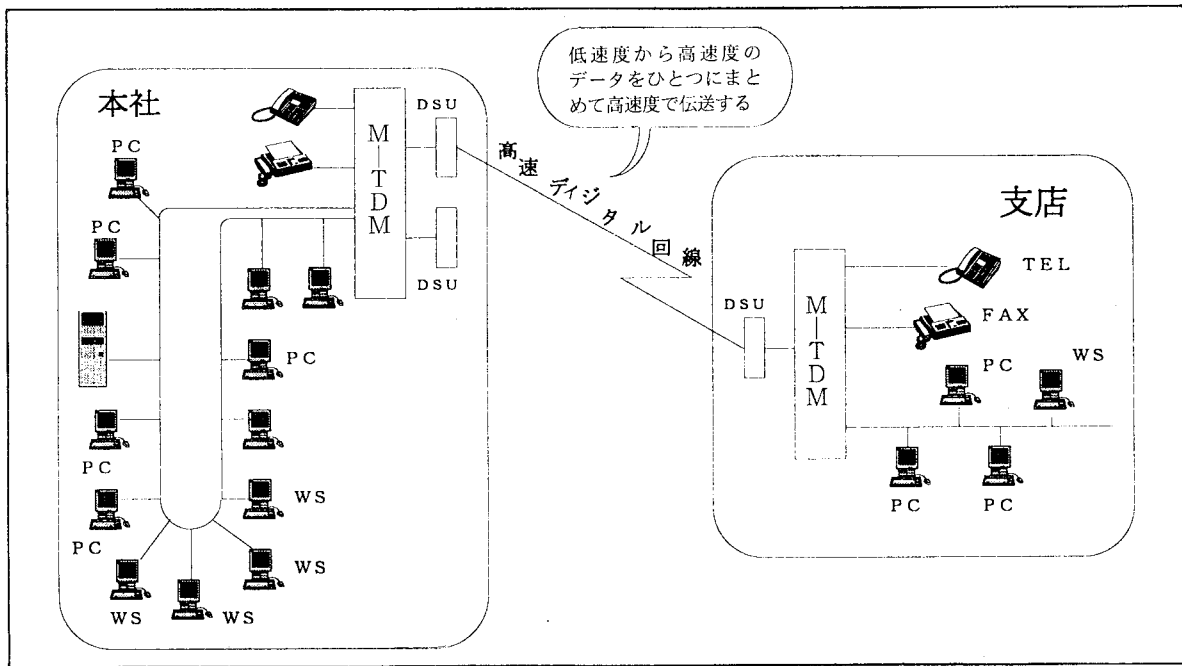 低速度から高速度の
データをひとつにまと
めて高速度で伝送する
本社
DSU
M-TDM
DSU
高速ディジタル回線
PC
PC
PC
PC
PC
WS
WS
WS
WS
支店
DSU
M-TDM
TEL
FAX
PC
WS
PC
PC